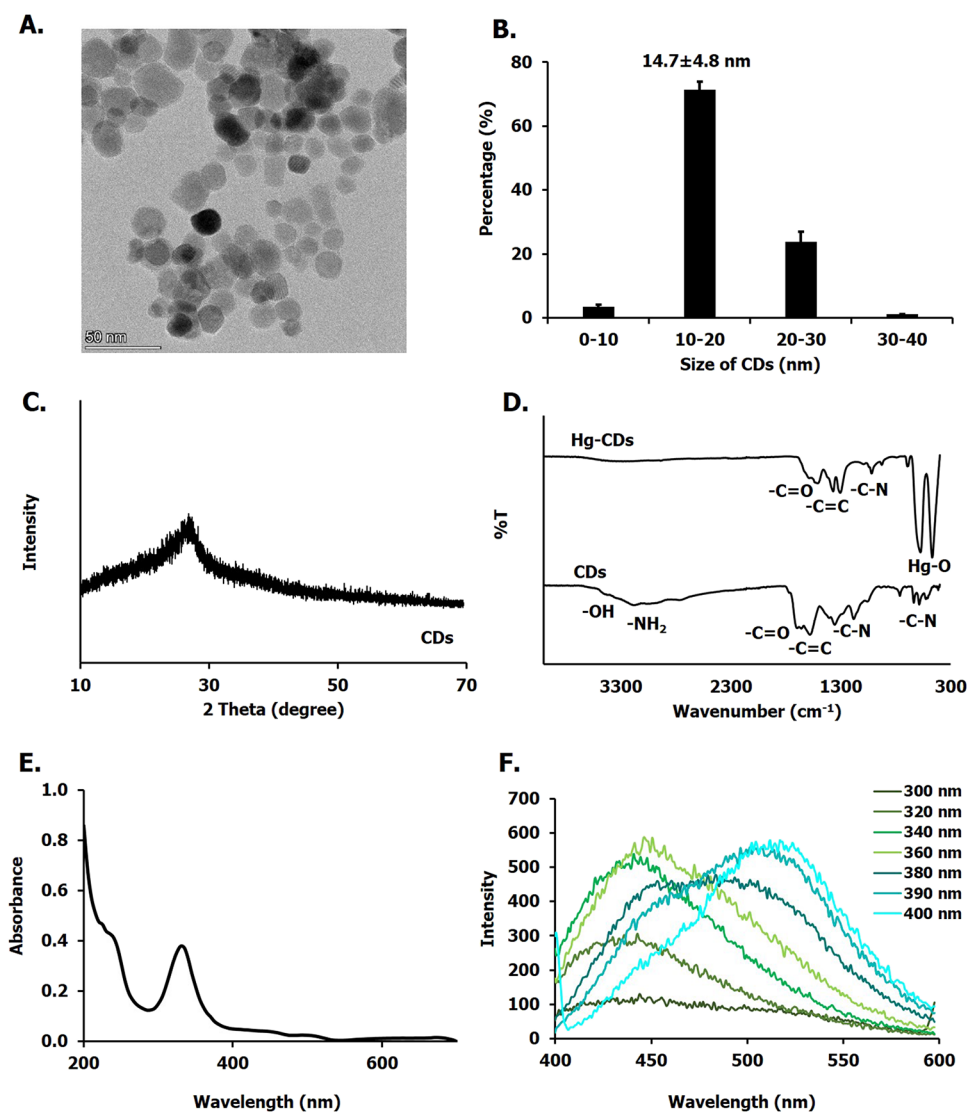 A.
50 nm
B.
14.7±4.8 nm
80
60
40
20
0
Percentage (%)
0-10
10-20
20-30
30-40
Size of CDs (nm)
C.
Intensity
CDs
10
30
50
70
2 Theta (degree)
D.
%T
Hg-CDs
-C=O
-C=C
-C-N
Hg-O
CDs
-OH
-NH₂
-C=O
-C=C
-C-N
-C-N
3300
2300
1300
300
Wavenumber (cm⁻¹)
E.
1.0
0.8
0.6
0.4
0.2
0.0
Absorbance
200
400
600
Wavelength (nm)
F.
700
600
500
400
300
200
100
0
Intensity
300 nm
320 nm
340 nm
360 nm
380 nm
390 nm
400 nm
400
450
500
550
600
Wavelength (nm)